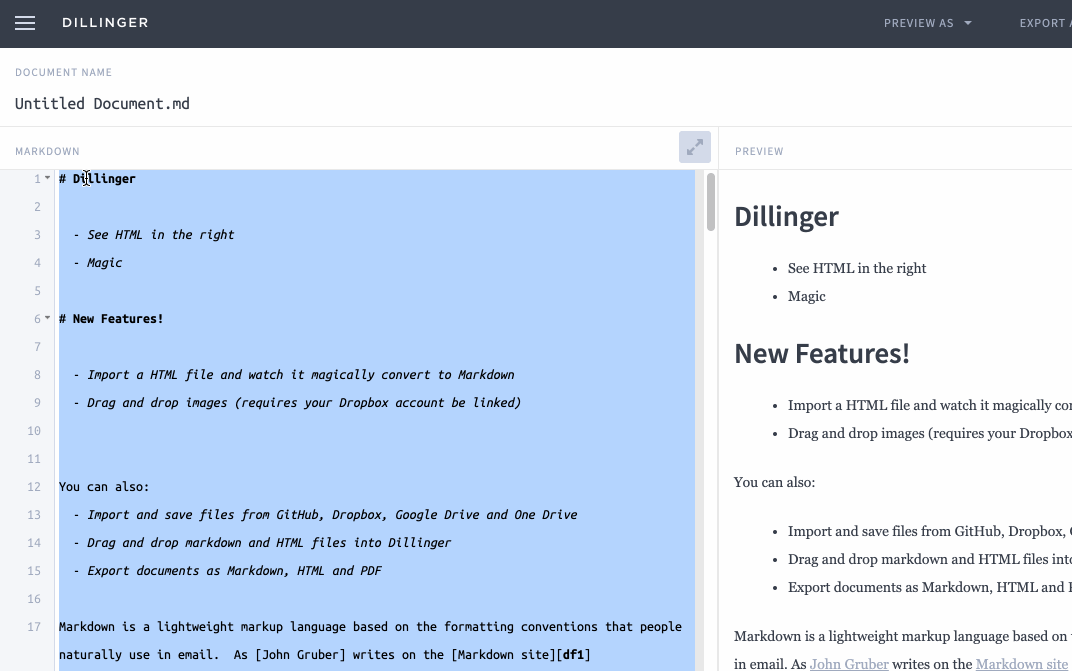 DILLINGER
PREVIEW AS
EXPORT
DOCUMENT NAME
Untitled Document.md
MARKDOWN
1 # Dillinger
2
3 - See HTML in the right
4 - Magic
5
6 # New Features!
7
8 - Import a HTML file and watch it magically convert to Markdown
9 - Drag and drop images (requires your Dropbox account be linked)
10
11
12 You can also:
13 - Import and save files from GitHub, Dropbox, Google Drive and One Drive
14 - Drag and drop markdown and HTML files into Dillinger
15 - Export documents as Markdown, HTML and PDF
16
17 Markdown is a lightweight markup language based on the formatting conventions that people
naturally use in email.  As [John Gruber] writes on the [Markdown site][df1]
PREVIEW
Dillinger
• See HTML in the right
• Magic
New Features!
• Import a HTML file and watch it magically
• Drag and drop images (requires your Dropbox
You can also:
• Import and save files from GitHub, Dropbox,
• Drag and drop markdown and HTML files
• Export documents as Markdown, HTML and
Markdown is a lightweight markup language based on
in email. As John Gruber writes on the Markdown site